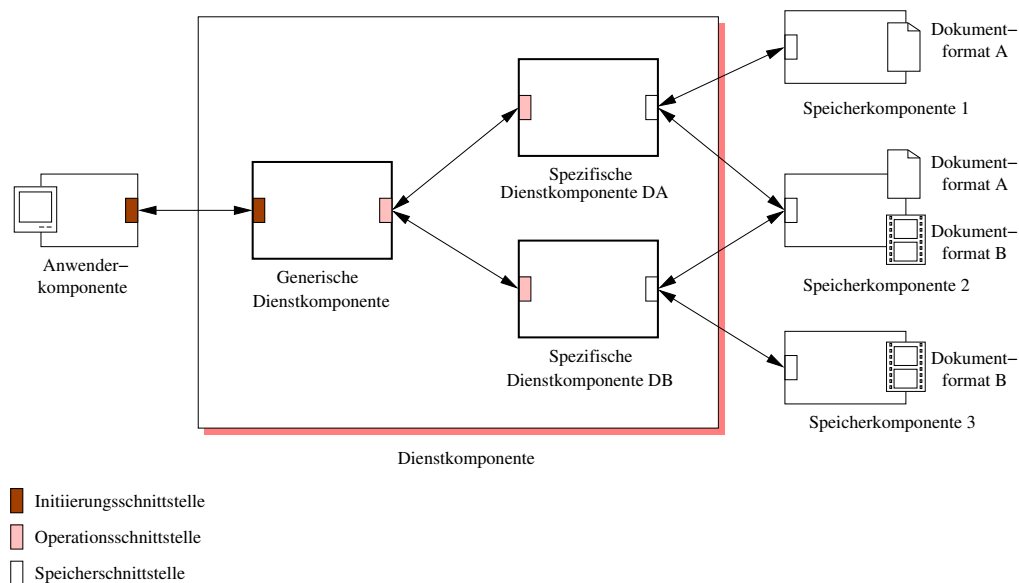 Dokument–
format A
Speicherkomponente 1
Spezifische
Dienstkomponente DA
Dokument–
format A
Dokument–
format B
Speicherkomponente 2
Anwender–
komponente
Generische
Dienstkomponente
Spezifische
Dienstkomponente DB
Dokument–
format B
Speicherkomponente 3
Dienstkomponente
Initiierungsschnittstelle
Operationsschnittstelle
Speicherschnittstelle